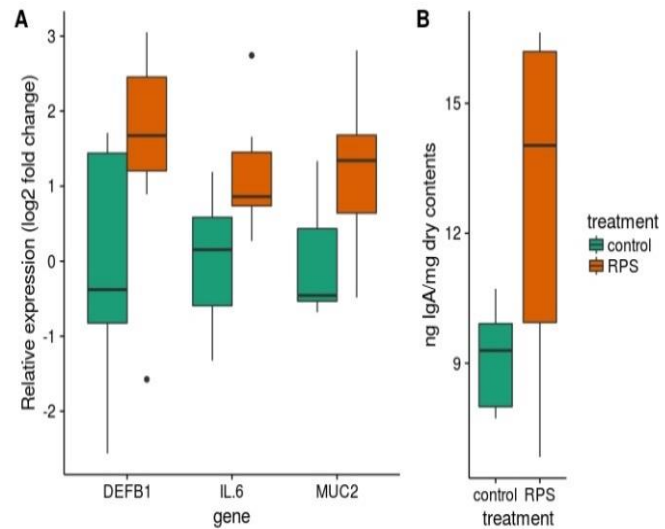 A
Relative expression (log2 fold change)
3
2
1
0
-1
-2
DEFB1 IL.6 MUC2
gene
B
ng IgA/mg dry contents
15
12
9
control RPS
treatment
treatment
control
RPS